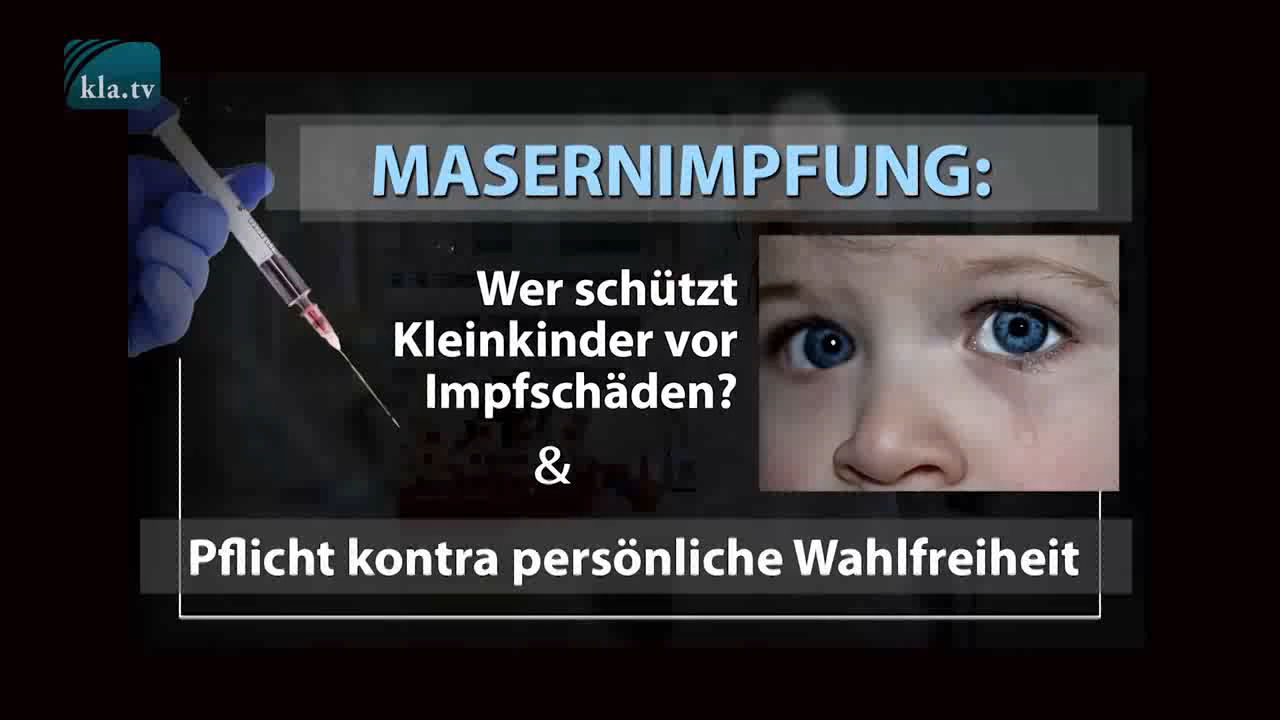 kla.tv
MASERNIMPFUNG:
Wer schützt
Kleinkinder vor
Impfschäden?
&
Pflicht kontra persönliche Wahlfreiheit